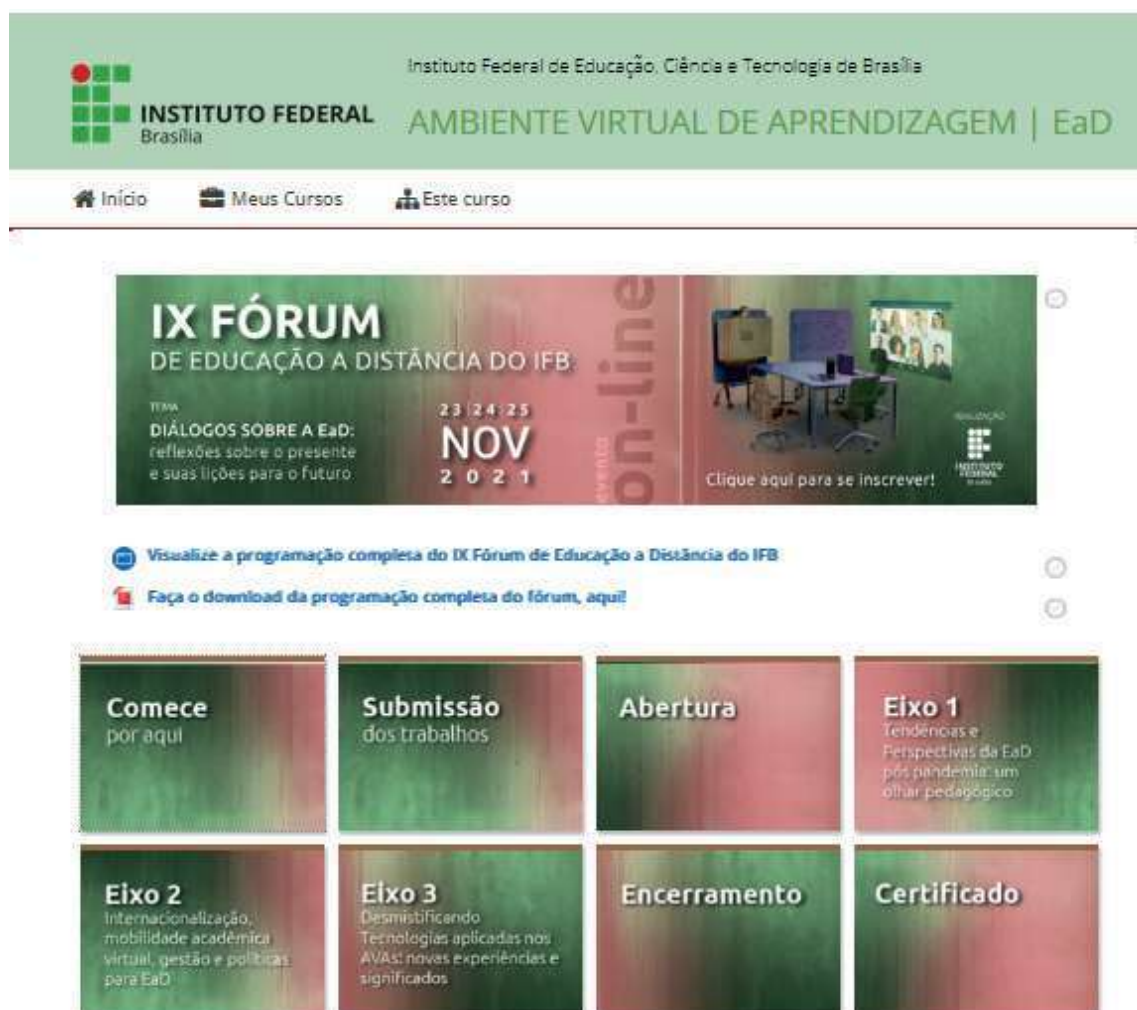 Instituto Federal de Educação, Ciência e Tecnologia de Brasília
INSTITUTO FEDERAL
Brasília
AMBIENTE VIRTUAL DE APRENDIZAGEM | EaD
Início
Meus Cursos
Este curso
IX FÓRUM
DE EDUCAÇÃO A DISTÂNCIA DO IFB
TEMA
DIÁLOGOS SOBRE A EaD:
reflexões sobre o presente
e suas lições para o futuro
23 24 25
NOV
2021
evento
on-line
Clique aqui para se inscrever!
REALIZAÇÃO
INSTITUTO
FEDERAL
Brasília
Visualize a programação completa do IX Fórum de Educação a Distância do IFB
Faça o download da programação completa do fórum, aqui!
Comece
por aqui
Submissão
dos trabalhos
Abertura
Eixo 1
Tendências e
Perspectivas da EaD
pós pandemia: um
olhar pedagógico
Eixo 2
Internacionalização,
mobilidade acadêmica
virtual, gestão e políticas
para EaD
Eixo 3
Desmistificando
Tecnologias aplicadas nos
AVAs: novas experiências e
significados
Encerramento
Certificado